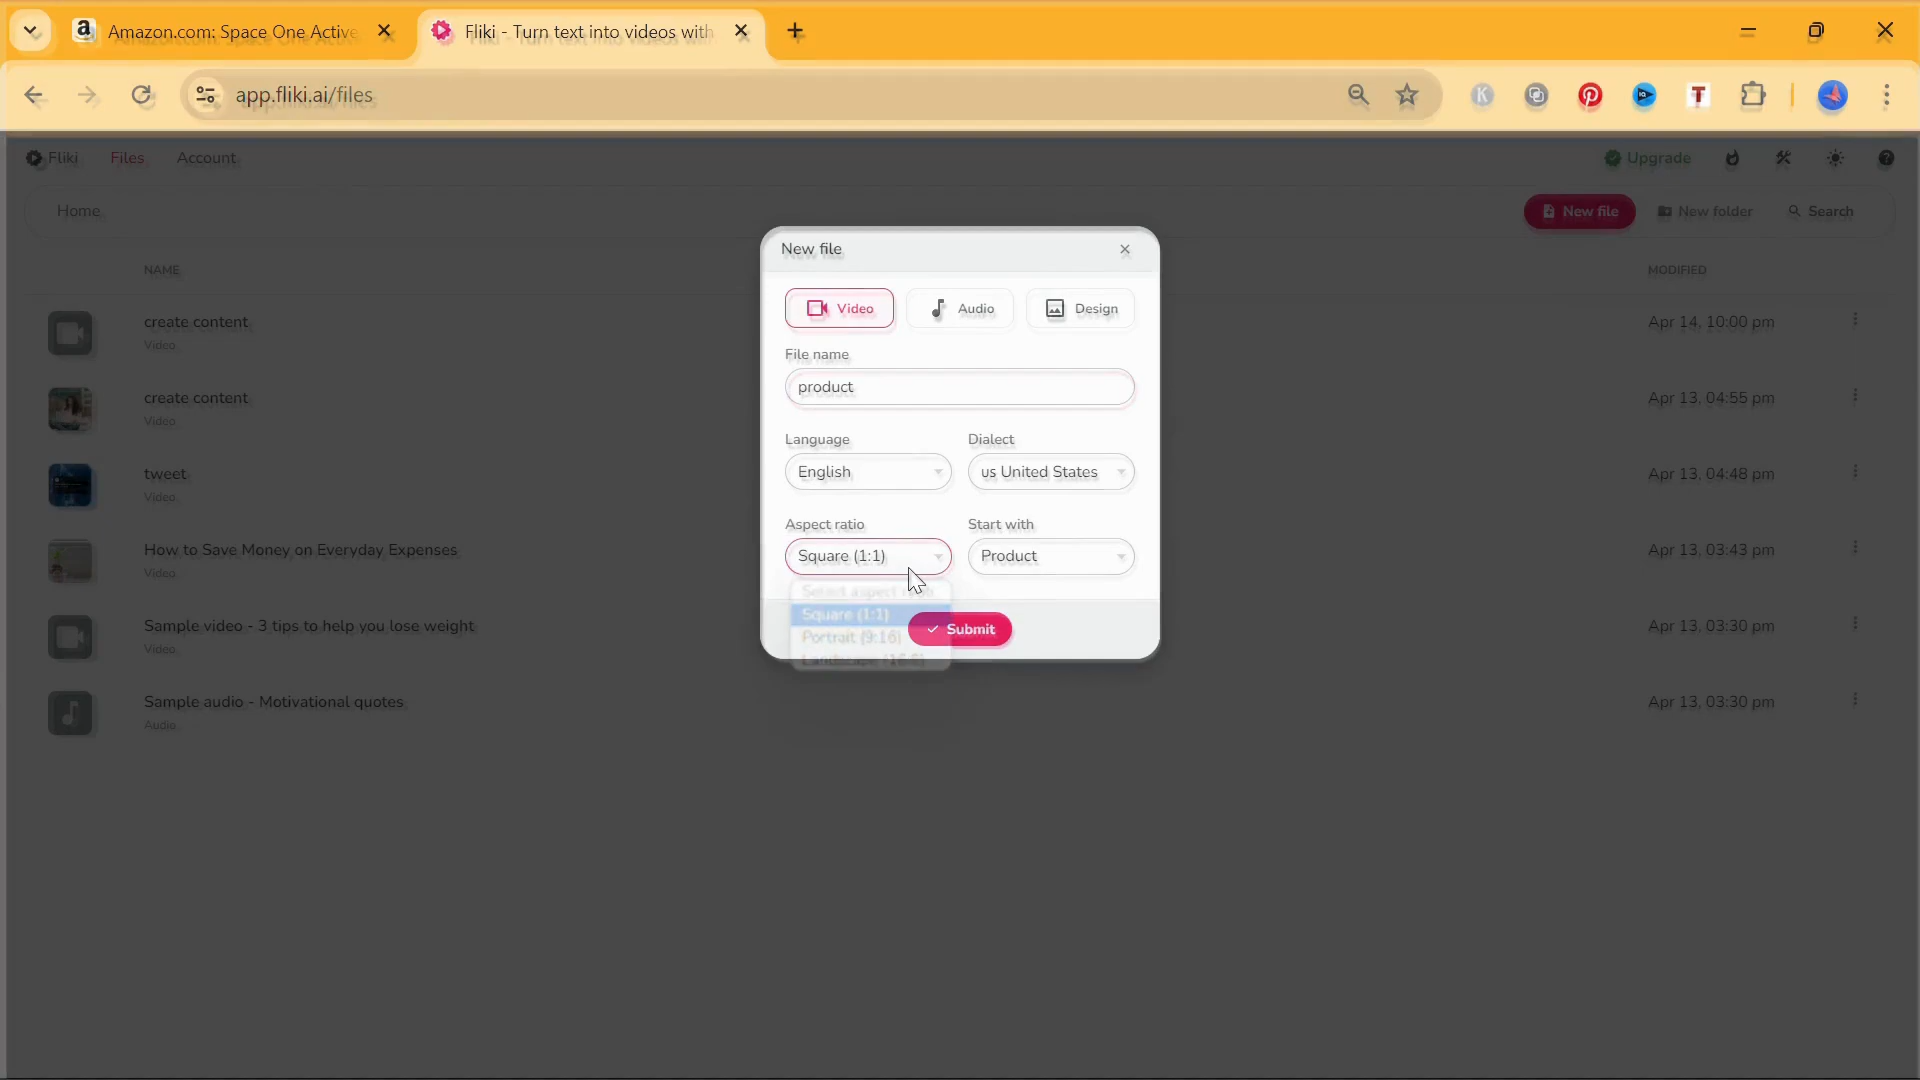 Amazon.com: Space One Active
Fliki - Turn text into videos with
app.fliki.ai/files
Fliki
Files
Account
Upgrade
Home
New file
New folder
Search
NAME
MODIFIED
create content
Video
Apr 14, 10:00 pm
create content
Video
Apr 13, 04:55 pm
tweet
Video
Apr 13, 04:48 pm
How to Save Money on Everyday Expenses
Video
Apr 13, 03:43 pm
Sample video - 3 tips to help you lose weight
Video
Apr 13, 03:30 pm
Sample audio - Motivational quotes
Audio
Apr 13, 03:30 pm
New file
Video
Audio
Design
File name
product
Language
Dialect
English
us United States
Aspect ratio
Start with
Square (1:1)
Product
Select aspect ratio
Square (1:1)
Portrait (9:16)
Landscape (16:9)
Submit